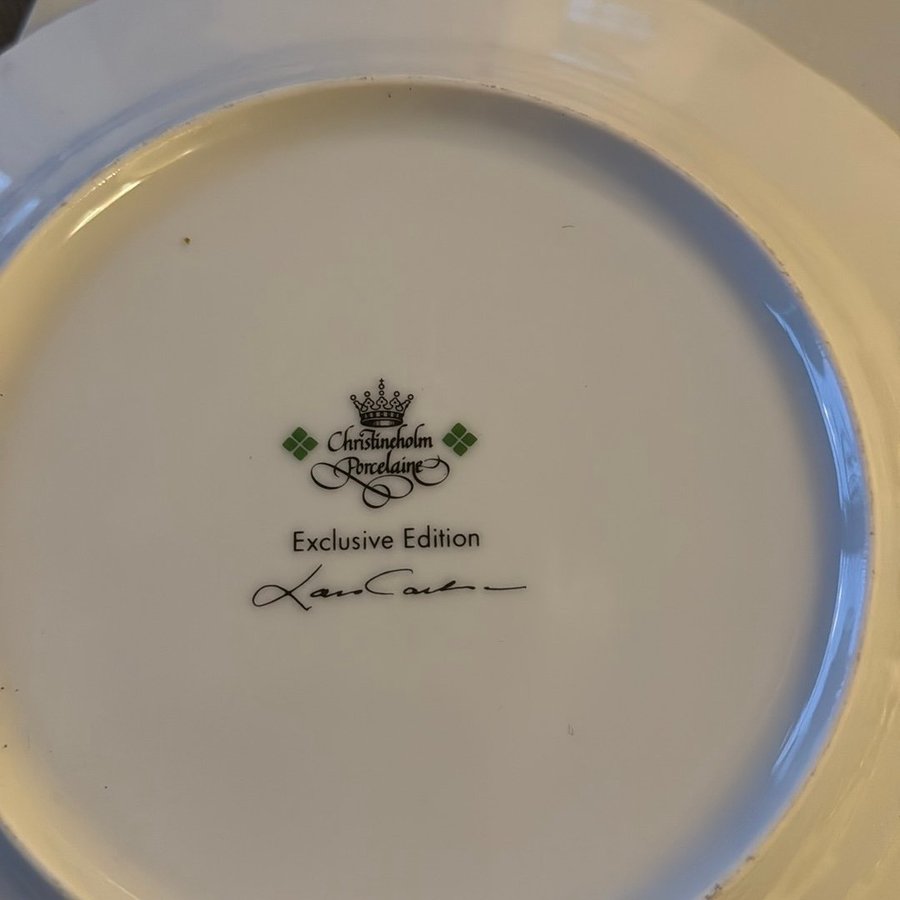 Christineholm
Porcelaine
Exclusive Edition